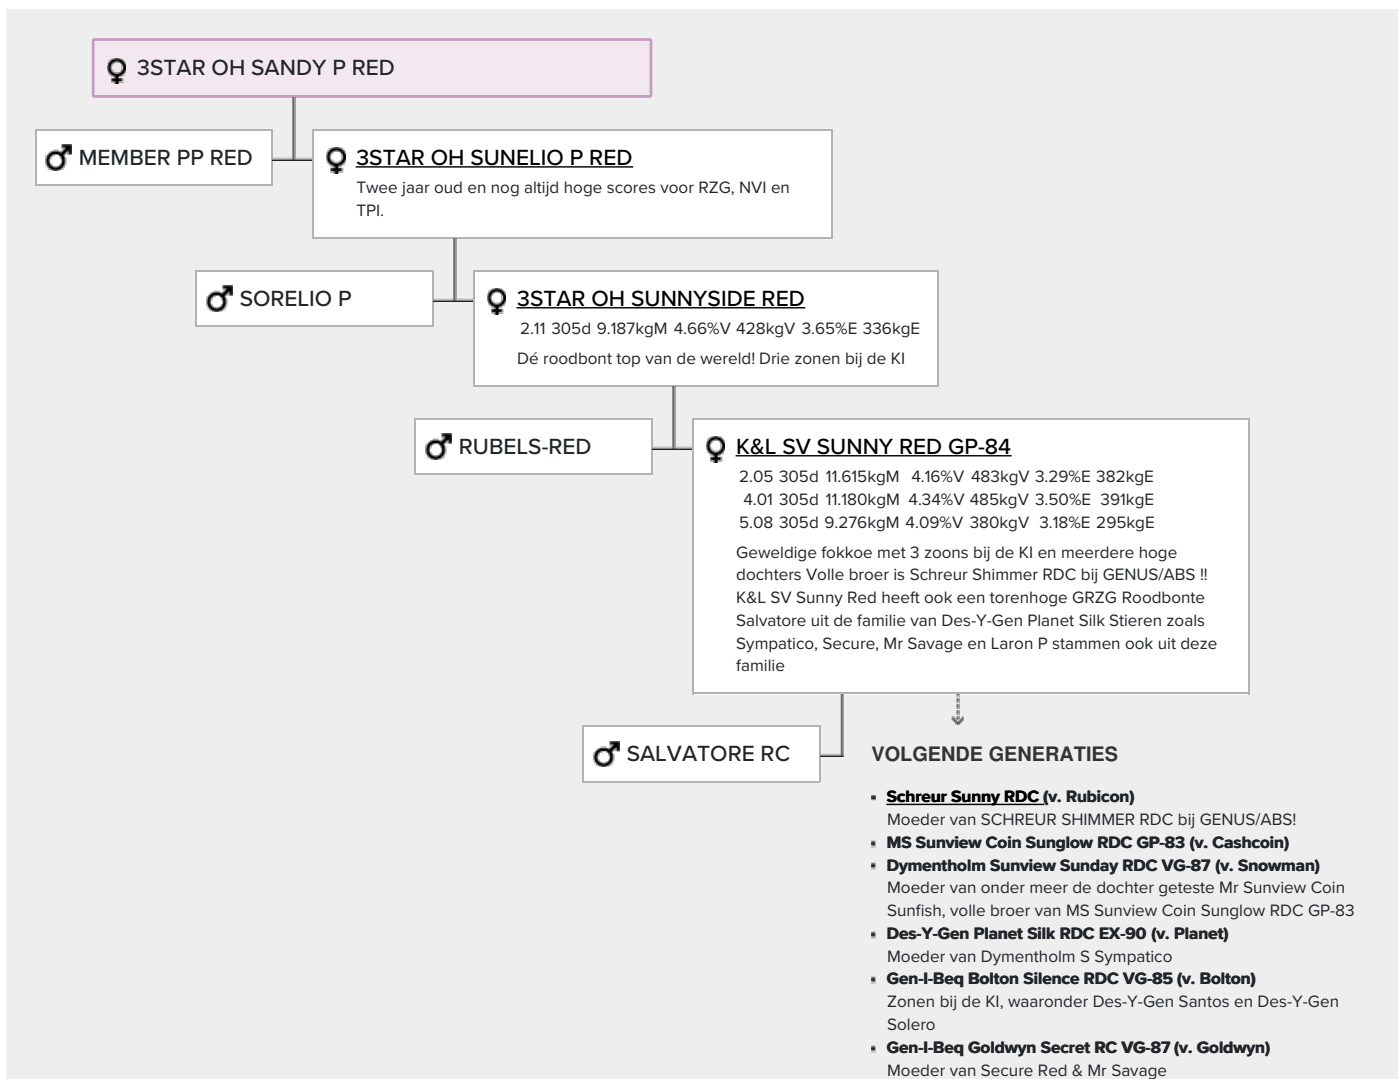 3STAR OH SANDY P RED
MEMBER PP RED
3STAR OH SUNELIO P RED
Twee jaar oud en nog altijd hoge scores voor RZG, NVI en
TPI.
SORELIO P
3STAR OH SUNNYSIDE RED
2.11 305d 9.187kgM 4.66%V 428kgV 3.65%E 336kgE
Dé roodbont top van de wereld! Drie zonen bij de KI
RUBELS-RED
K&L SV SUNNY RED GP-84
2.05 305d 11.615kgM 4.16%V 483kgV 3.29%E 382kgE
4.01 305d 11.180kgM 4.34%V 485kgV 3.50%E 391kgE
5.08 305d 9.276kgM 4.09%V 380kgV 3.18%E 295kgE
Geweldige fokkoe met 3 zoons bij de KI en meerdere hoge
dochters Volle broer is Schreur Shimmer RDC bij GENUS/ABS !!
K&L SV Sunny Red heeft ook een torenhoge GRZG Roodbonte
Salvatore uit de familie van Des-Y-Gen Planet Silk Stieren zoals
Sympatico, Secure, Mr Savage en Laron P stammen ook uit deze
familie
SALVATORE RC
VOLGENDE GENERATIES
Schreur Sunny RDC (v. Rubicon)
Moeder van SCHREUR SHIMMER RDC bij GENUS/ABS!
MS Sunview Coin Sunglow RDC GP-83 (v. Cashcoin)
Dymentholm Sunview Sunday RDC VG-87 (v. Snowman)
Moeder van onder meer de dochter geteste Mr Sunview Coin
Sunfish, volle broer van MS Sunview Coin Sunglow RDC GP-83
Des-Y-Gen Planet Silk RDC EX-90 (v. Planet)
Moeder van Dymentholm S Sympatico
Gen-I-Beq Bolton Silence RDC VG-85 (v. Bolton)
Zonen bij de KI, waaronder Des-Y-Gen Santos en Des-Y-Gen
Solero
Gen-I-Beq Goldwyn Secret RC VG-87 (v. Goldwyn)
Moeder van Secure Red & Mr Savage